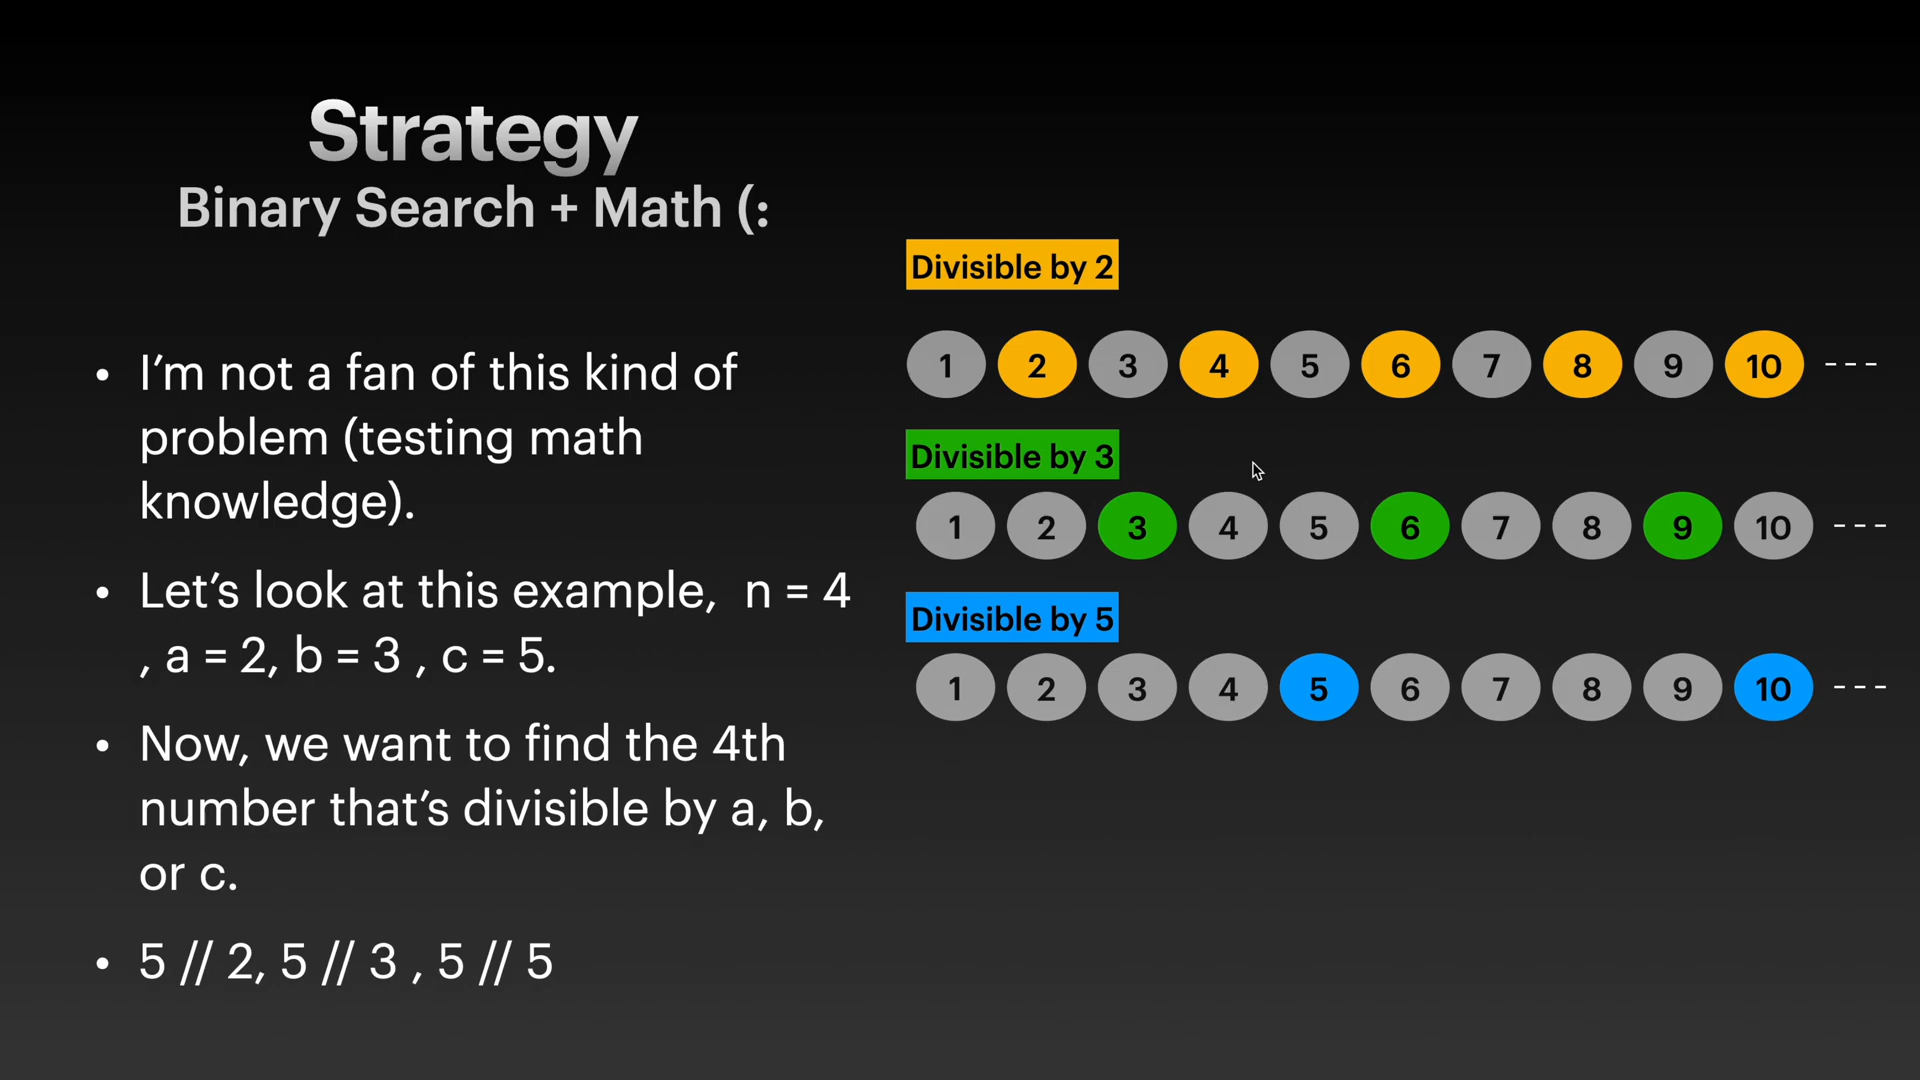 Strategy
Binary Search + Math (:
• I’m not a fan of this kind of
problem (testing math
knowledge).
• Let’s look at this example,  n = 4
, a = 2, b = 3 , c = 5.
• Now, we want to find the 4th
number that’s divisible by a, b,
or c.
• 5 // 2, 5 // 3 , 5 // 5
Divisible by 2
1 2 3 4 5 6 7 8 9 10 ---
Divisible by 3
1 2 3 4 5 6 7 8 9 10 ---
Divisible by 5
1 2 3 4 5 6 7 8 9 10 ---